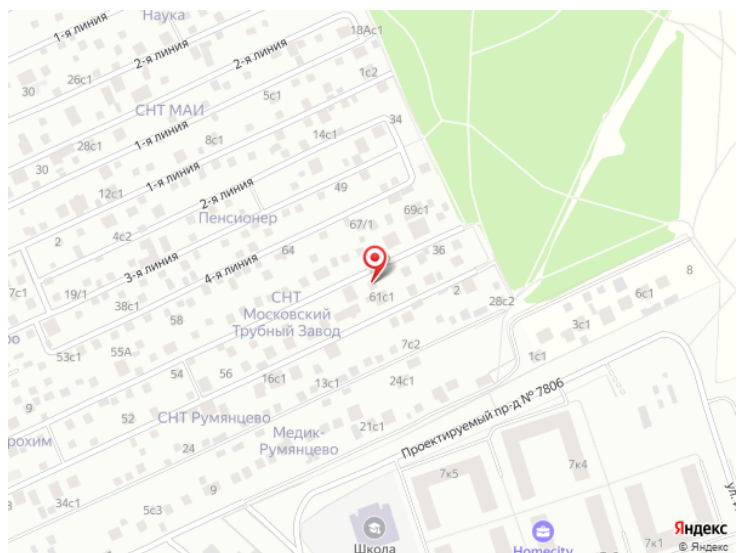 Наука
1-я линия
18Ас1
2-я линия
2-я линия
26с1
1с2
30
5с1
СНТ МАИ
34
1-я линия
14с1
28с1
8с1
30
1-я линия
49
12с1
2-я линия
69с1
Пенсионер
67/1
2
4с2
64
36
3-я линия
4-я линия
8
7с1
19/1
СНТ
Московский
Трубный Завод
61с1
2
28с2
6с1
38с1
58
3с1
53с1
55А
7с2
1с1
54
56
16с1
13с1
24с1
9
52
СНТ Румянцево
21с1
Проектируемый пр-д № 7806
Медик-
Румянцево
24
7к4
7к5
9
34с1
5с3
Школа
Homecity
7к1
Яндекс
© Яндекс